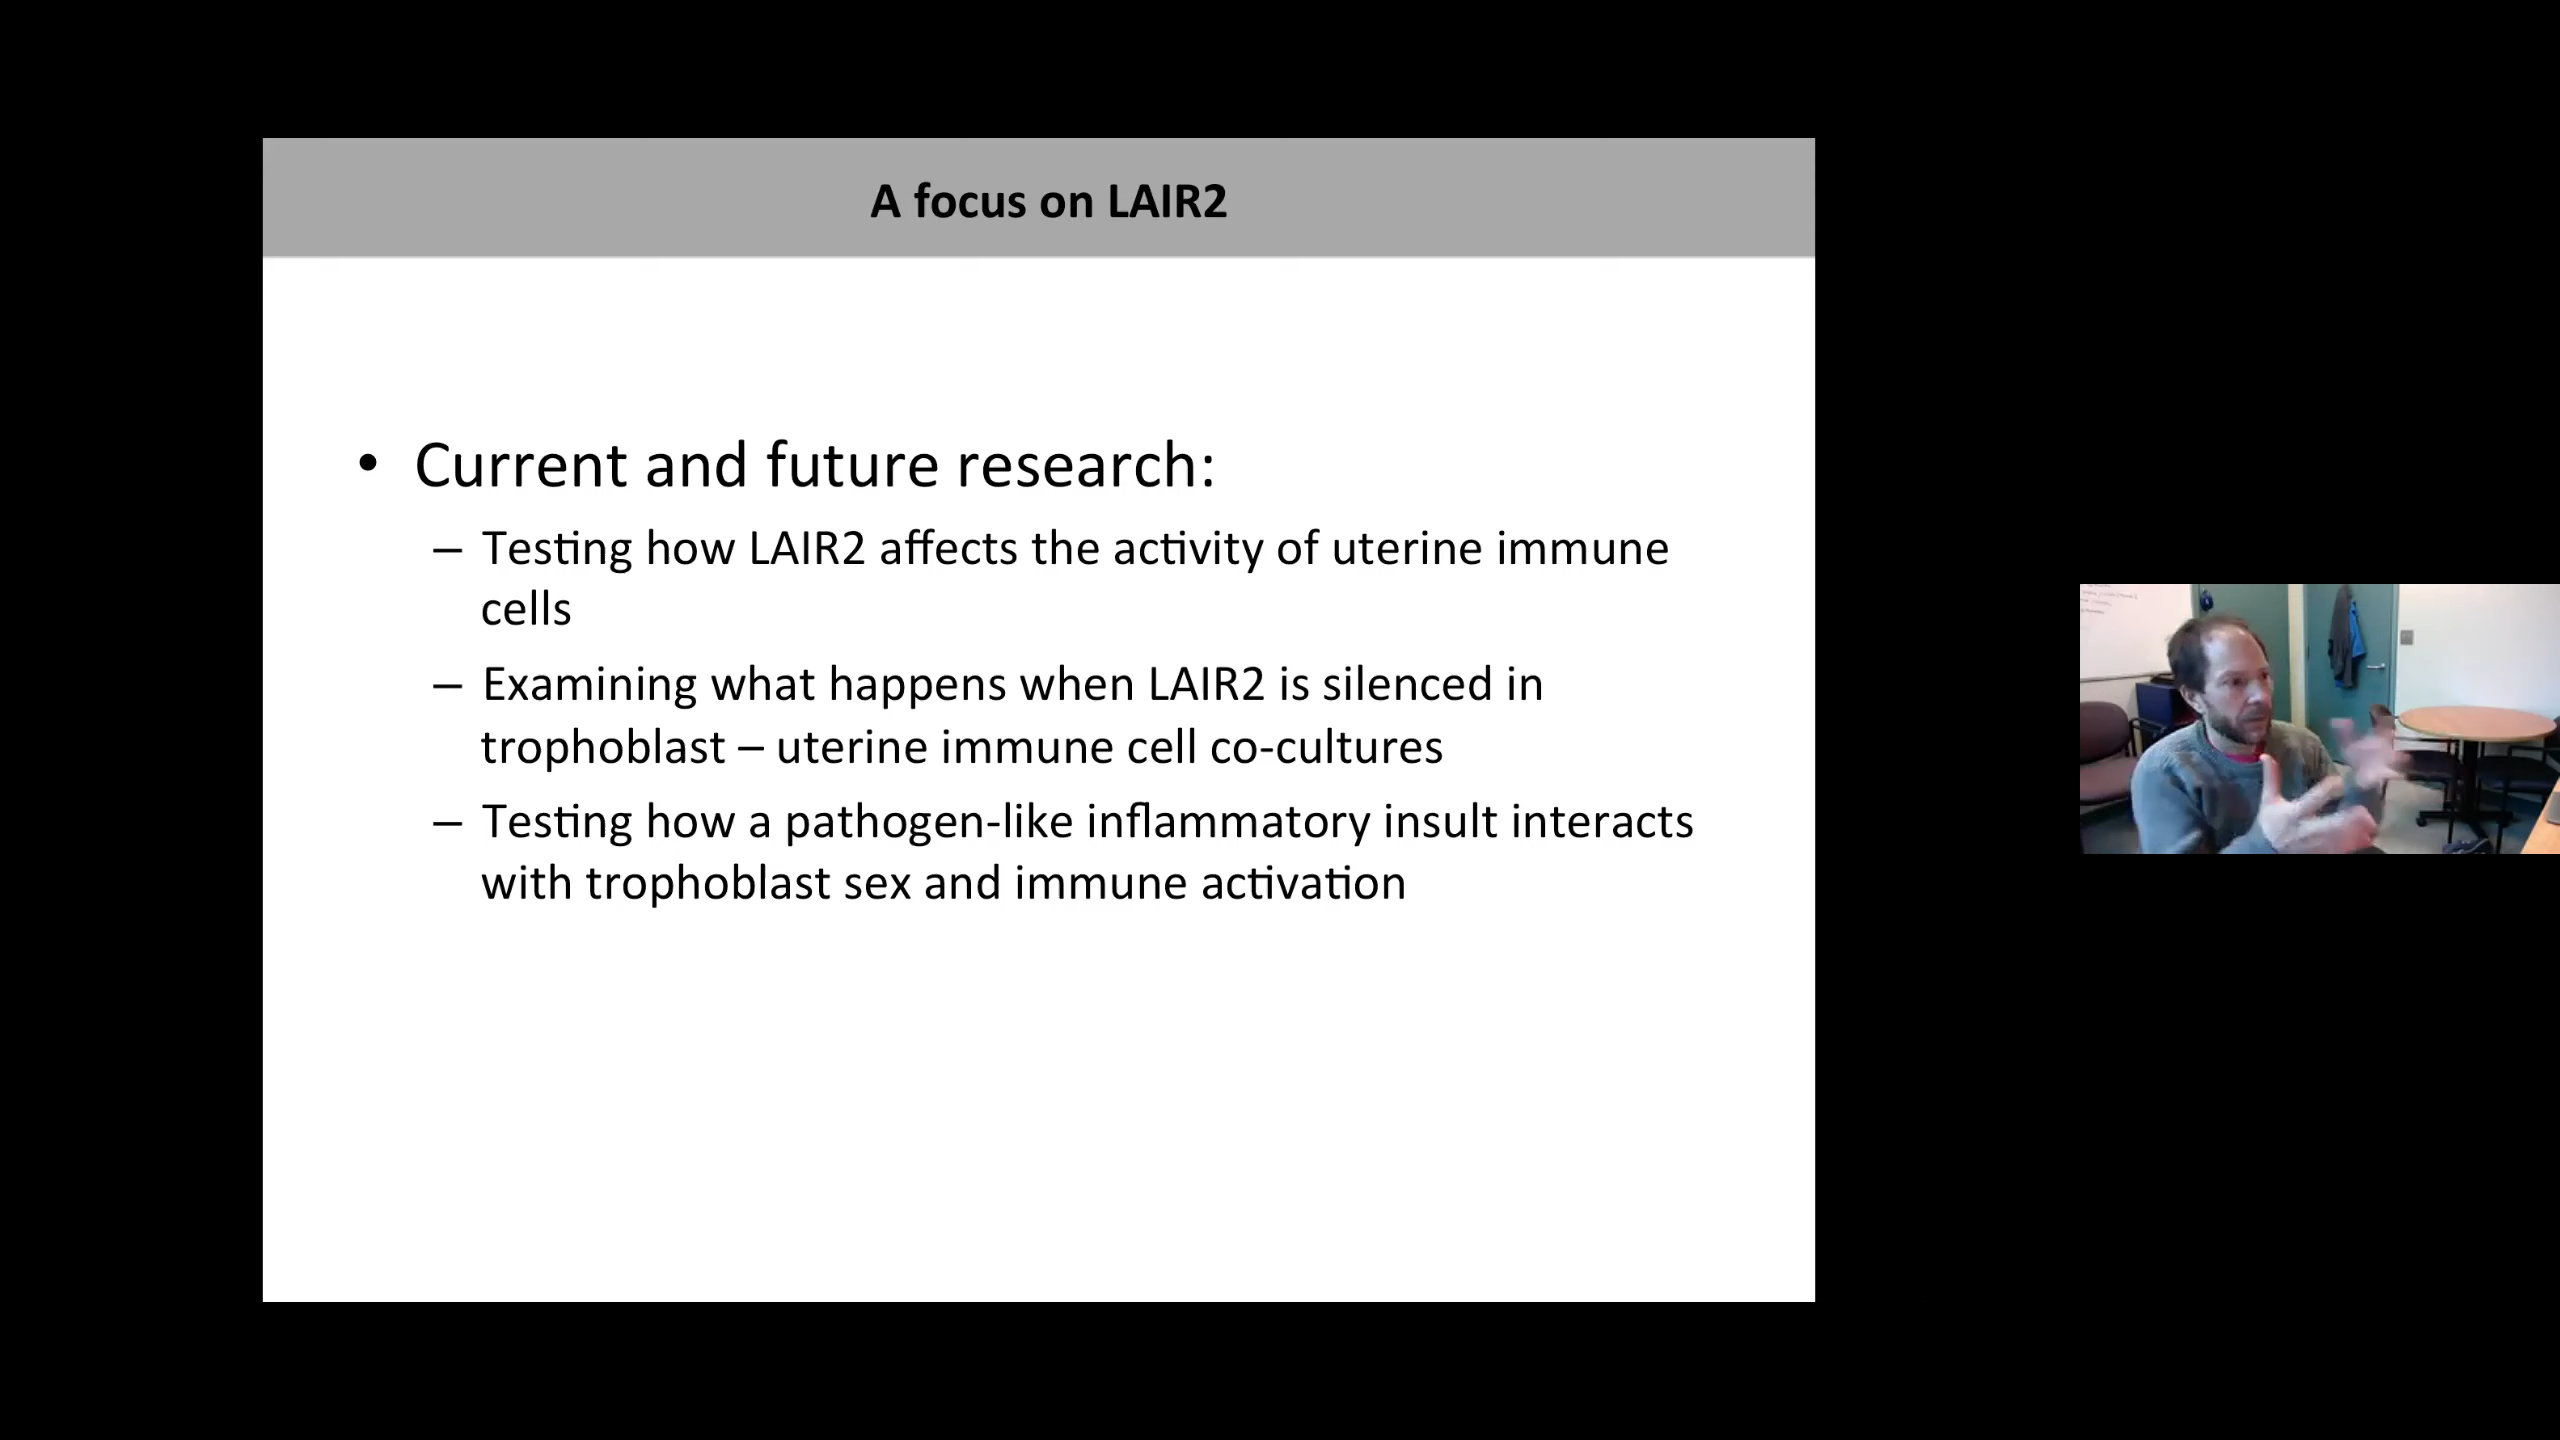 A focus on LAIR2
• Current and future research:
– Testing how LAIR2 affects the activity of uterine immune
cells
– Examining what happens when LAIR2 is silenced in
trophoblast – uterine immune cell co-cultures
– Testing how a pathogen-like inflammatory insult interacts
with trophoblast sex and immune activation